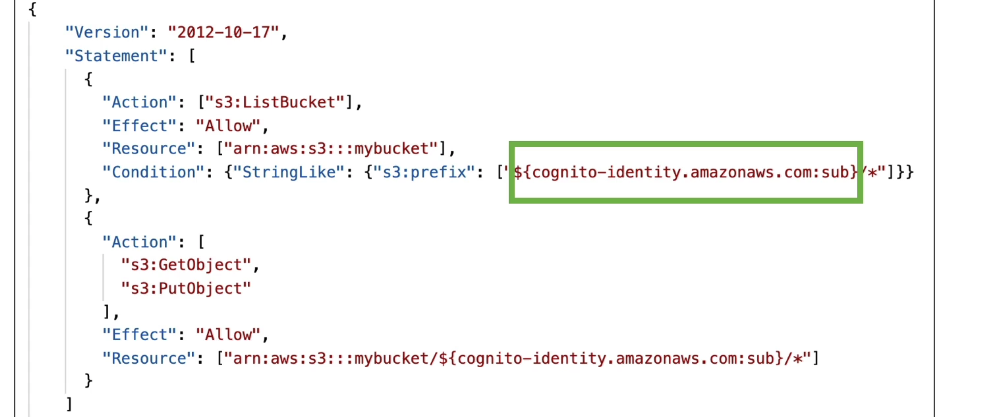 {
"Version": "2012-10-17",
"Statement": [
{
"Action": ["s3:ListBucket"],
"Effect": "Allow",
"Resource": ["arn:aws:s3:::mybucket"],
"Condition": {"StringLike": {"s3:prefix": ["${cognito-identity.amazonaws.com:sub}/*"]}}
},
{
"Action": [
"s3:GetObject",
"s3:PutObject"
],
"Effect": "Allow",
"Resource": ["arn:aws:s3:::mybucket/${cognito-identity.amazonaws.com:sub}/*"]
}
]